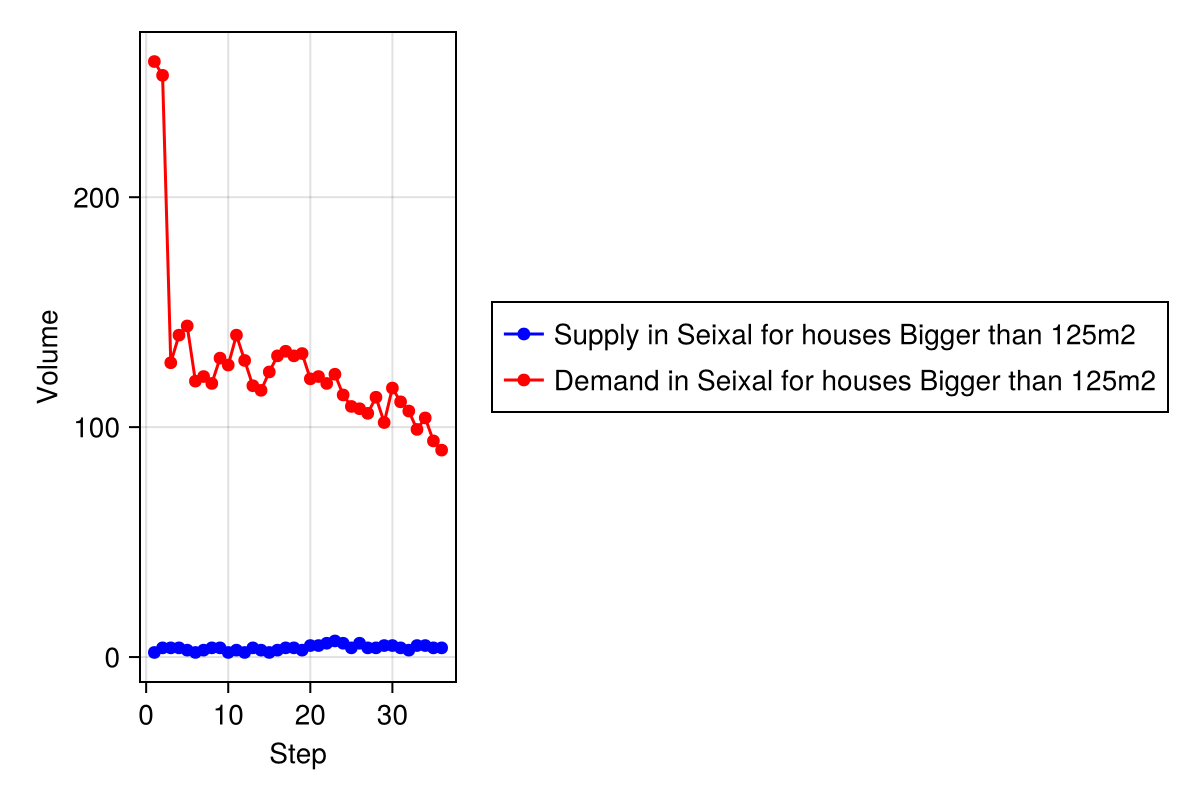 200
100
0
Volume
0 10 20 30
Step
Supply in Seixal for houses Bigger than 125m2
Demand in Seixal for houses Bigger than 125m2